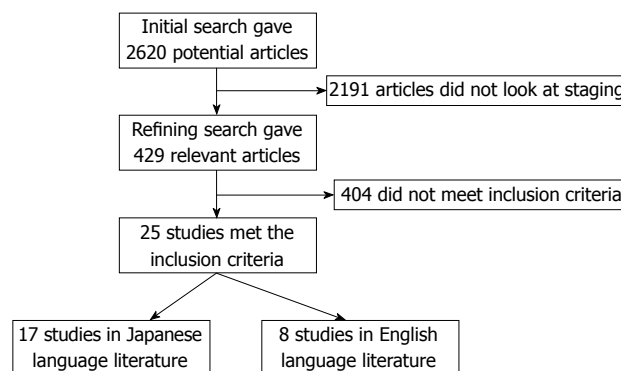 Initial search gave
2620 potential articles
2191 articles did not look at staging
Refining search gave
429 relevant articles
404 did not meet inclusion criteria
25 studies met the
inclusion criteria
17 studies in Japanese
language literature
8 studies in English
language literature